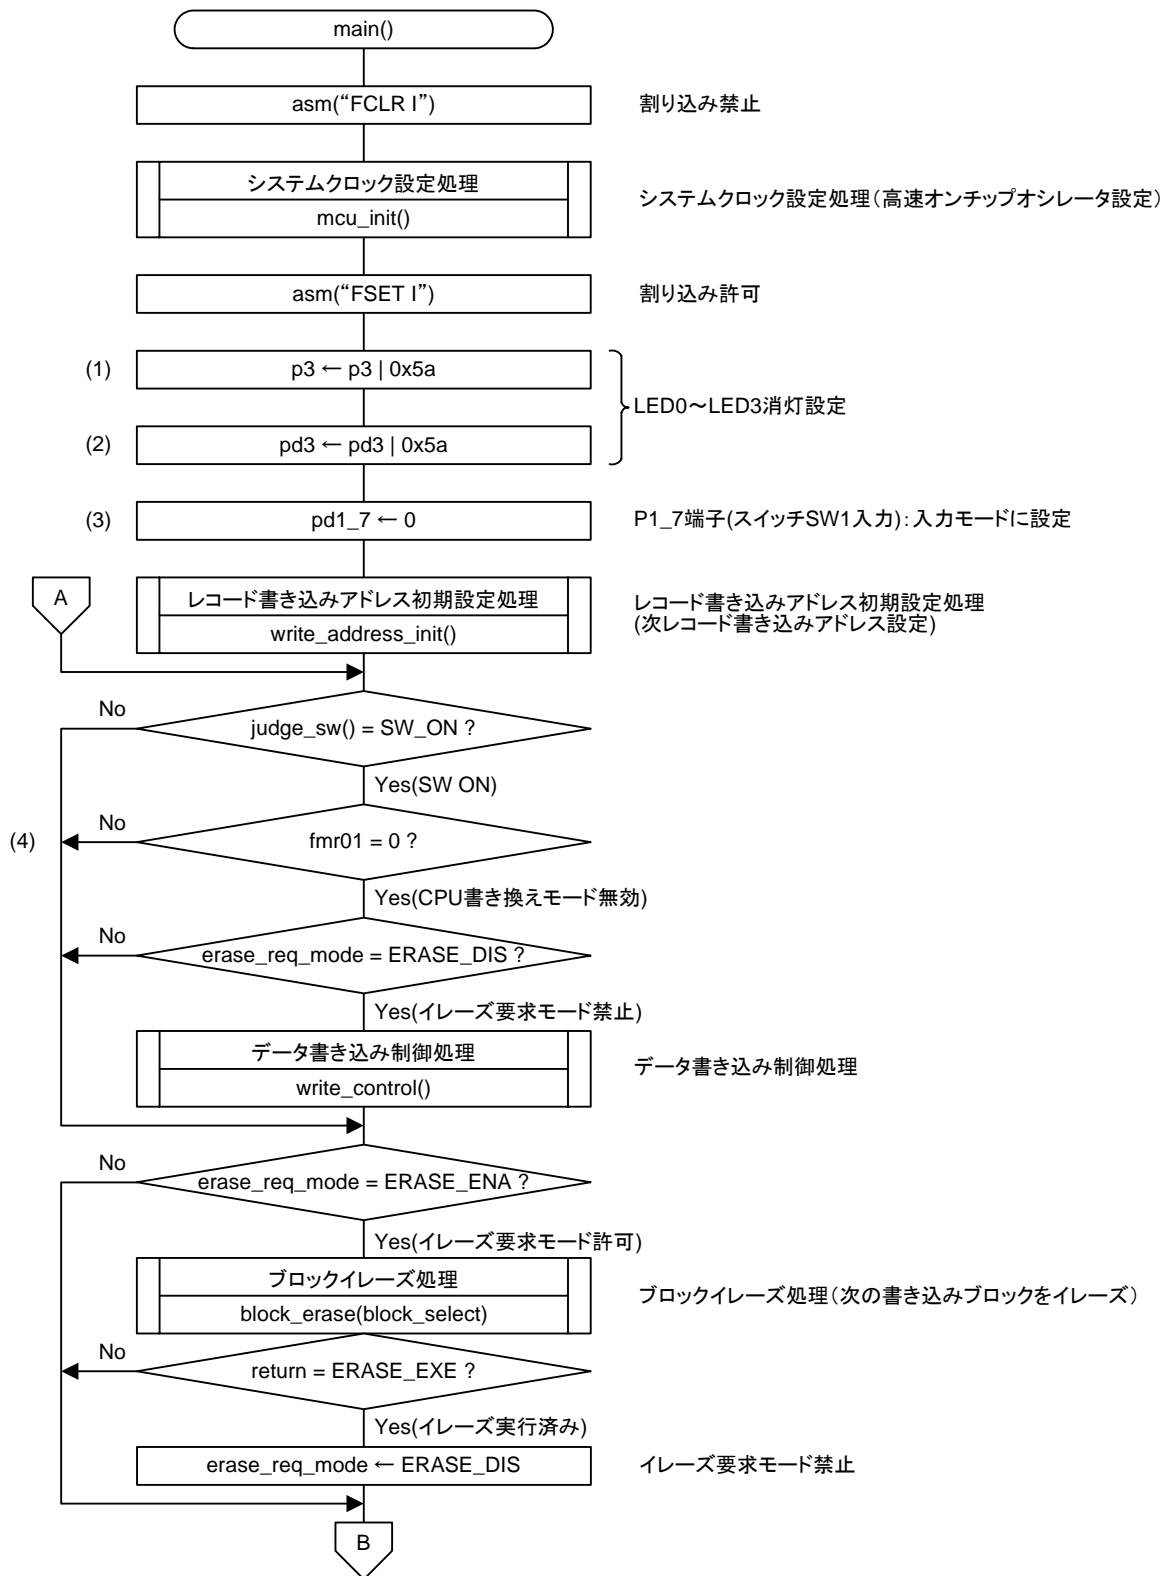 main()
asm(“FCLR I”)
割り込み禁止
システムクロック設定処理
mcu_init()
システムクロック設定処理(高速オンチップオシレータ設定)
asm(“FSET I”)
割り込み許可
(1)
p3 ← p3 | 0x5a
LED0~LED3消灯設定
(2)
pd3 ← pd3 | 0x5a
(3)
pd1_7 ← 0
P1_7端子(スイッチSW1入力):入力モードに設定
A
レコード書き込みアドレス初期設定処理
write_address_init()
レコード書き込みアドレス初期設定処理
(次レコード書き込みアドレス設定)
No
judge_sw() = SW_ON ?
Yes(SW ON)
(4)
No
fmr01 = 0 ?
Yes(CPU書き換えモード無効)
No
erase_req_mode = ERASE_DIS ?
Yes(イレーズ要求モード禁止)
データ書き込み制御処理
write_control()
データ書き込み制御処理
No
erase_req_mode = ERASE_ENA ?
Yes(イレーズ要求モード許可)
ブロックイレーズ処理
block_erase(block_select)
ブロックイレーズ処理(次の書き込みブロックをイレーズ)
No
return = ERASE_EXE ?
Yes(イレーズ実行済み)
erase_req_mode ← ERASE_DIS
イレーズ要求モード禁止
B